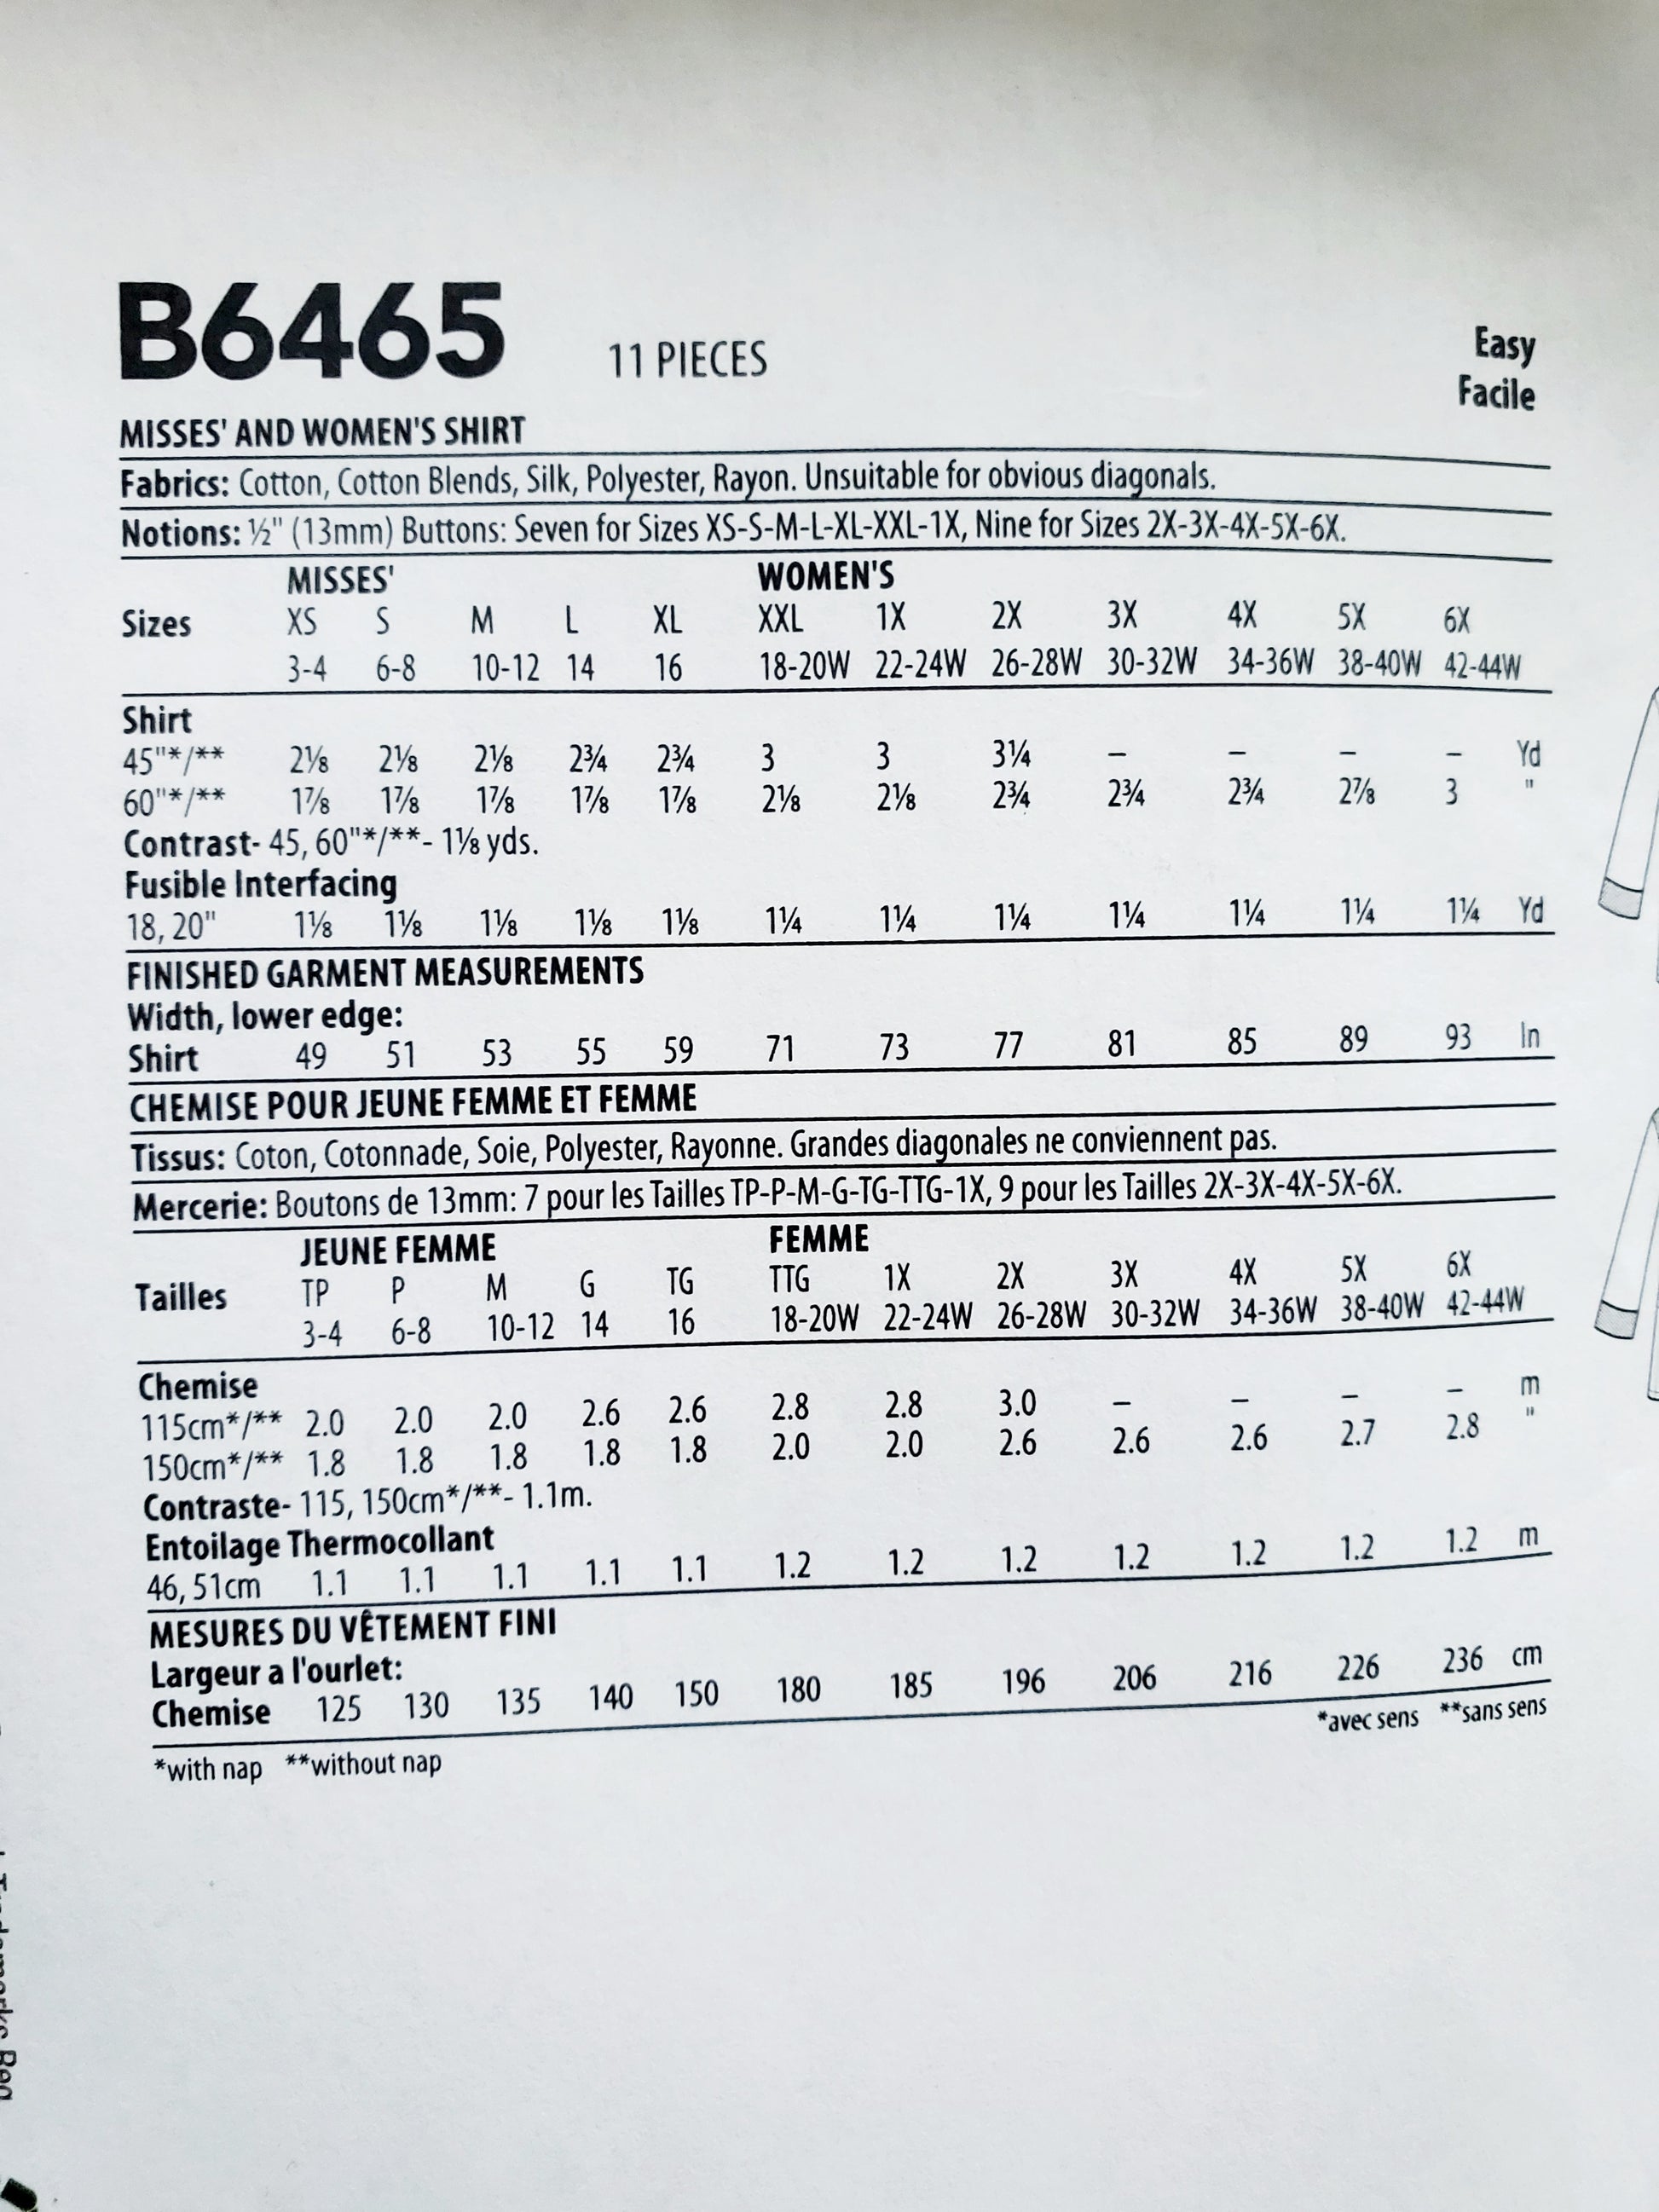 B6465 11 PIECES Easy
Facile
MISSES' AND WOMEN'S SHIRT
Fabrics: Cotton, Cotton Blends, Silk, Polyester, Rayon. Unsuitable for obvious diagonals.
Notions: ½" (13mm) Buttons: Seven for Sizes XS-S-M-L-XL-XXL-1X, Nine for Sizes 2X-3X-4X-5X-6X.
MISSES' WOMEN'S
Sizes XS S M L XL XXL 1X 2X 3X 4X 5X 6X
3-4 6-8 10-12 14 16 18-20W 22-24W 26-28W 30-32W 34-36W 38-40W 42-44W
Shirt
45"*/** 2⅛ 2⅛ 2⅛ 2¾ 2¾ 3 3 3¼ – – – – Yd
60"*/** 1⅞ 1⅞ 1⅞ 1⅞ 1⅞ 2⅛ 2⅛ 2¾ 2¾ 2¾ 2⅞ 3 "
Contrast- 45, 60"*/**- 1⅛ yds.
Fusible Interfacing
18, 20" 1⅛ 1⅛ 1⅛ 1⅛ 1⅛ 1¼ 1¼ 1¼ 1¼ 1¼ 1¼ 1¼ Yd
FINISHED GARMENT MEASUREMENTS
Width, lower edge:
Shirt 49 51 53 55 59 71 73 77 81 85 89 93 In
CHEMISE POUR JEUNE FEMME ET FEMME
Tissus: Coton, Cotonnade, Soie, Polyester, Rayonne. Grandes diagonales ne conviennent pas.
Mercerie: Boutons de 13mm: 7 pour les Tailles TP-P-M-G-TG-TTG-1X, 9 pour les Tailles 2X-3X-4X-5X-6X.
JEUNE FEMME FEMME
Tailles TP P M G TG TTG 1X 2X 3X 4X 5X 6X
3-4 6-8 10-12 14 16 18-20W 22-24W 26-28W 30-32W 34-36W 38-40W 42-44W
Chemise
115cm*/** 2.0 2.0 2.0 2.6 2.6 2.8 2.8 3.0 – – – – m
150cm*/** 1.8 1.8 1.8 1.8 1.8 2.0 2.0 2.6 2.6 2.6 2.7 2.8 "
Contraste- 115, 150cm*/**- 1.1m.
Entoilage Thermocollant
46, 51cm 1.1 1.1 1.1 1.1 1.1 1.2 1.2 1.2 1.2 1.2 1.2 1.2 m
MESURES DU VÊTEMENT FINI
Largeur a l'ourlet:
Chemise 125 130 135 140 150 180 185 196 206 216 226 236 cm
*with nap **without nap *avec sens **sans sens